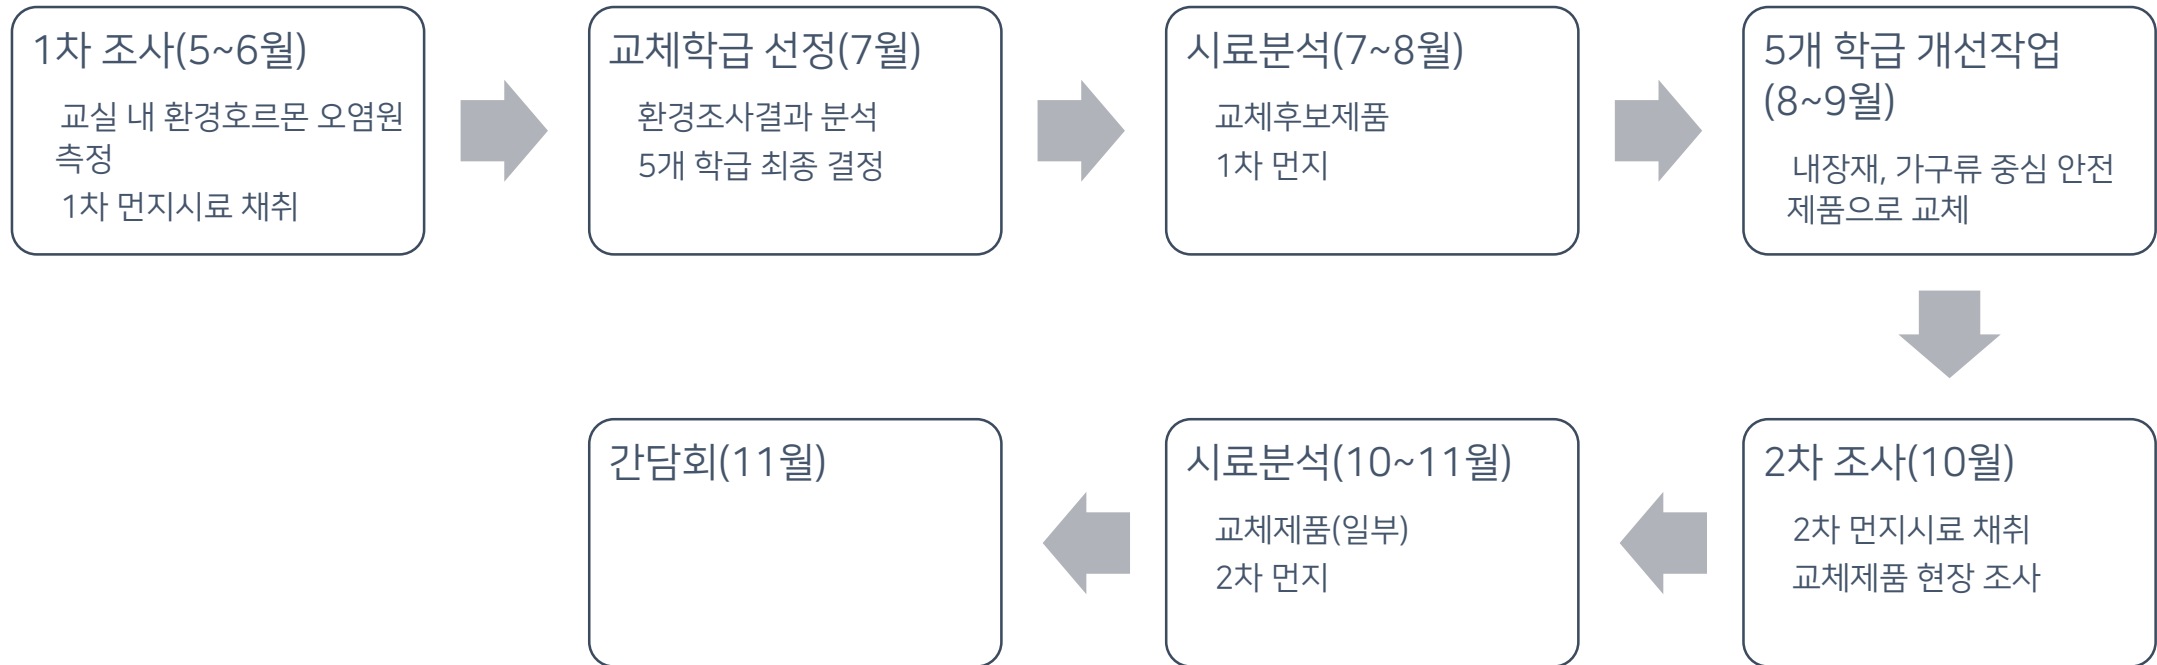 1차 조사(5~6월)
교실 내 환경호르몬 오염원
측정
1차 먼지시료 채취
교체학급 선정(7월)
환경조사결과 분석
5개 학급 최종 결정
시료분석(7~8월)
교체후보제품
1차 먼지
5개 학급 개선작업
(8~9월)
내장재, 가구류 중심 안전
제품으로 교체
2차 조사(10월)
2차 먼지시료 채취
교체제품 현장 조사
시료분석(10~11월)
교체제품(일부)
2차 먼지
간담회(11월)